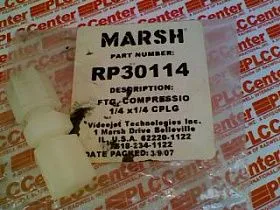 MARSH
PART NUMBER:
RP30114
DESCRIPTION:
FTG, COMPRESSIO
1/4 x1/4 CPLG
Videojet Technologies Inc.
1 Marsh Drive Belleville
IL, U.S.A. 62220-1122
618-234-1122
DATE PACKED: 3/9/07
PLCCenter